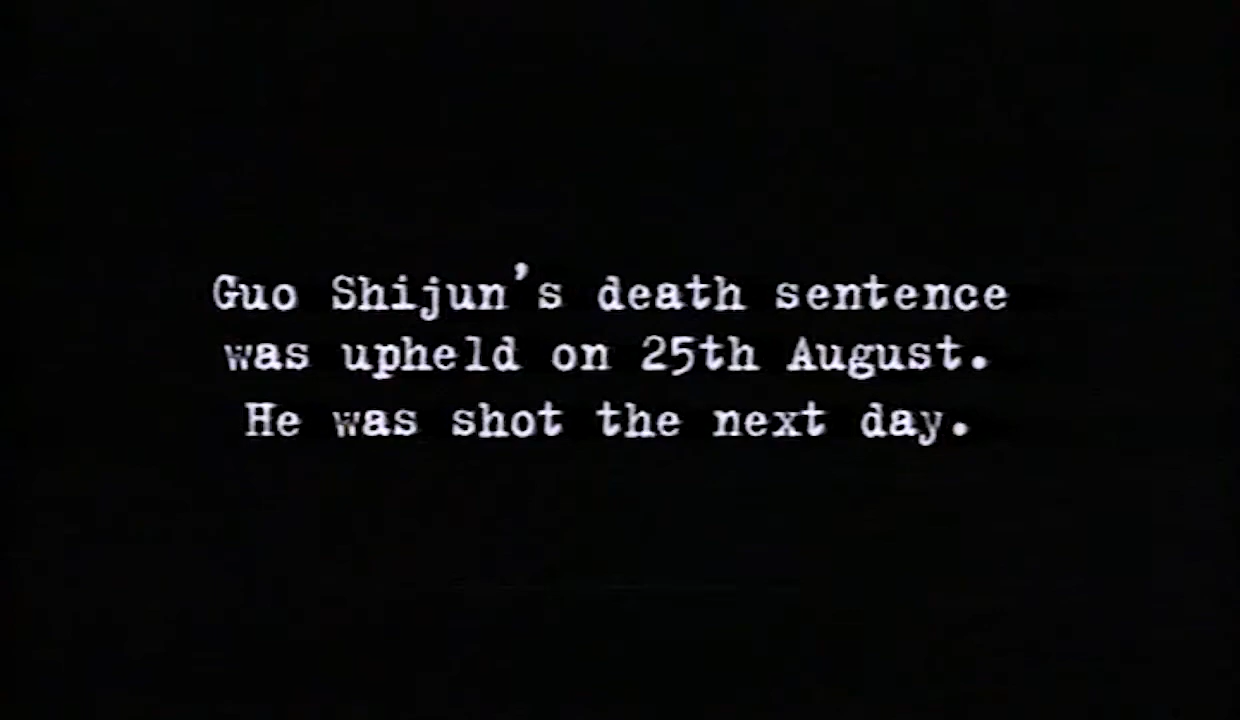 Guo Shijun's death sentence
was upheld on 25th August.
He was shot the next day.